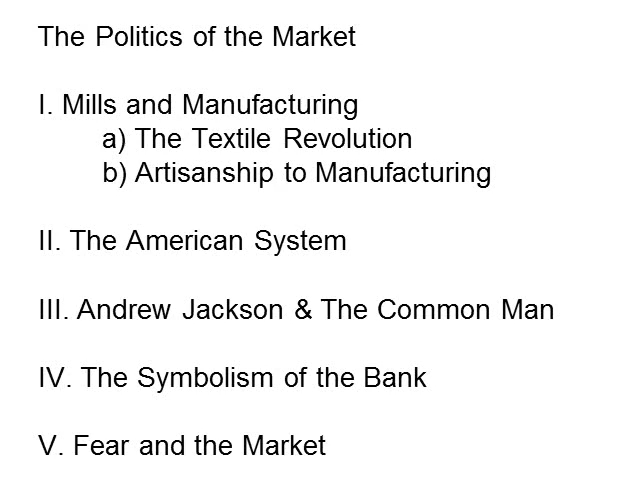 The Politics of the Market
I. Mills and Manufacturing
a) The Textile Revolution
b) Artisanship to Manufacturing
II. The American System
III. Andrew Jackson & The Common Man
IV. The Symbolism of the Bank
V. Fear and the Market